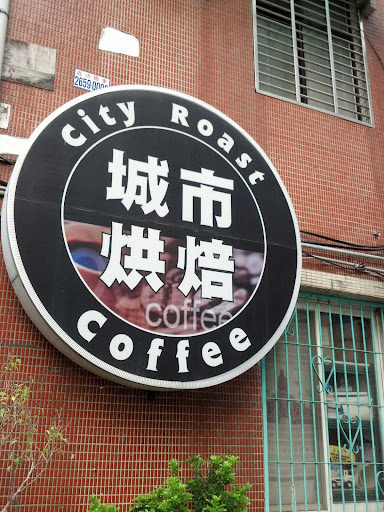 City Roast
城市
烘焙
coffee
Coffee